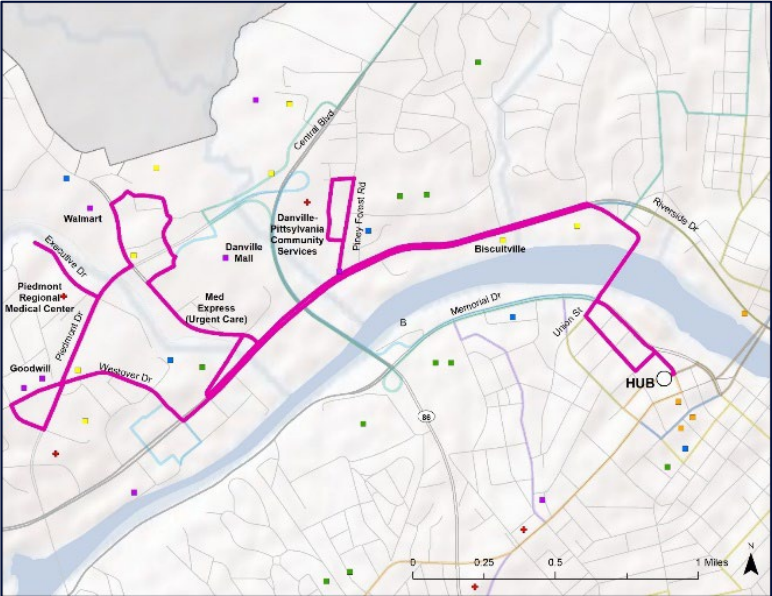 Central Blvd
Piney Forest Rd
Walmart
Danville-
Pittsylvania
Community
Services
Riverside Dr
Executive Dr
Danville
Mall
Biscuitville
Piedmont
Regional
Medical Center
Med
Express
(Urgent Care)
Memorial Dr
Piedmont Dr
B
Union St
Goodwill
Westover Dr
HUB
86
0 0.25 0.5 1 Miles
N